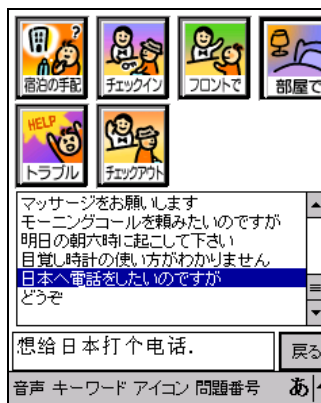 宿泊の手配
チェックイン
フロントで
部屋で
HELP
トラブル
チェックアウト
マッサージをお願いします
モーニングコールを頼みたいのですが
明日の朝六時に起こして下さい
目覚し時計の使い方がわかりません
日本へ電話をしたいのですが
どうぞ
想给日本打个电话.
戻る
音声 キーワード アイコン 問題番号 あ